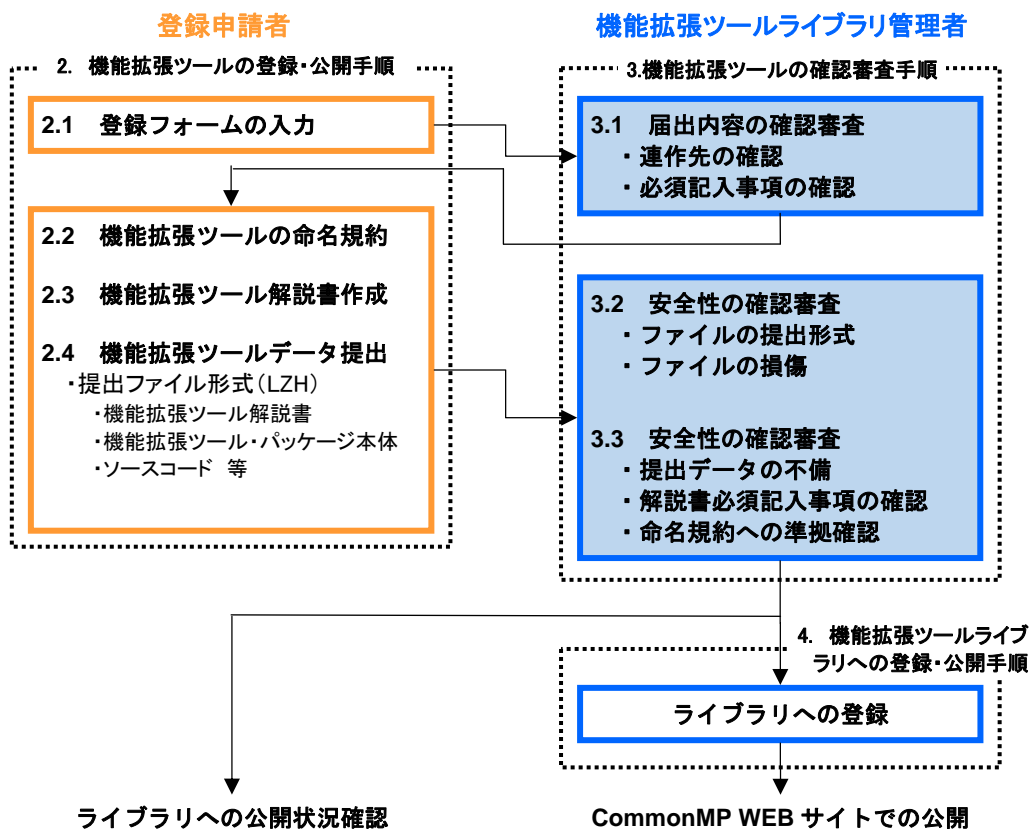 登録申請者
機能拡張ツールライブラリ管理者
2. 機能拡張ツールの登録・公開手順
3.機能拡張ツールの確認審査手順
2.1 登録フォームの入力
3.1 届出内容の確認審査
・連作先の確認
・必須記入事項の確認
2.2 機能拡張ツールの命名規約
2.3 機能拡張ツール解説書作成
2.4 機能拡張ツールデータ提出
・提出ファイル形式(LZH)
・機能拡張ツール解説書
・機能拡張ツール・パッケージ本体
・ソースコード 等
3.2 安全性の確認審査
・ファイルの提出形式
・ファイルの損傷
3.3 安全性の確認審査
・提出データの不備
・解説書必須記入事項の確認
・命名規約への準拠確認
4. 機能拡張ツールライブ
ラリへの登録・公開手順
ライブラリへの登録
ライブラリへの公開状況確認
CommonMP WEB サイトでの公開